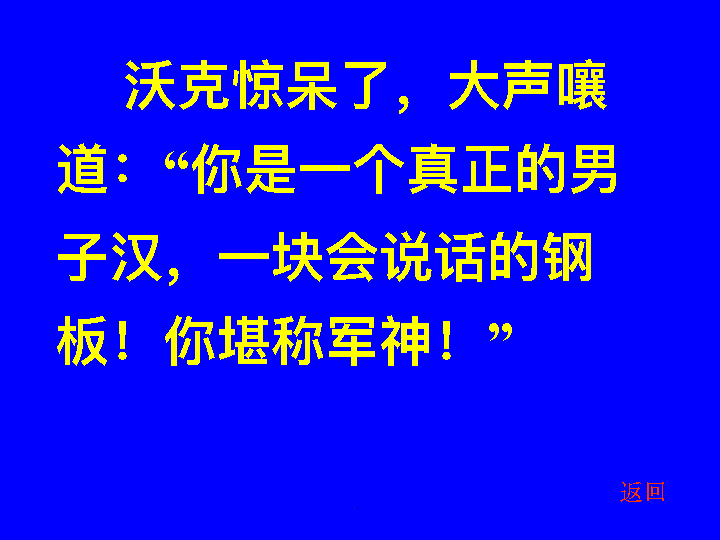 沃克惊呆了，大声嚷
道：“你是一个真正的男
子汉，一块会说话的钢
板！你堪称军神！”
返回